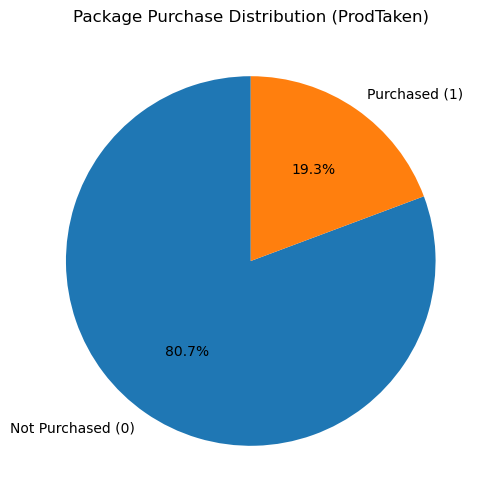 Package Purchase Distribution (ProdTaken)
Purchased (1)
19.3%
80.7%
Not Purchased (0)